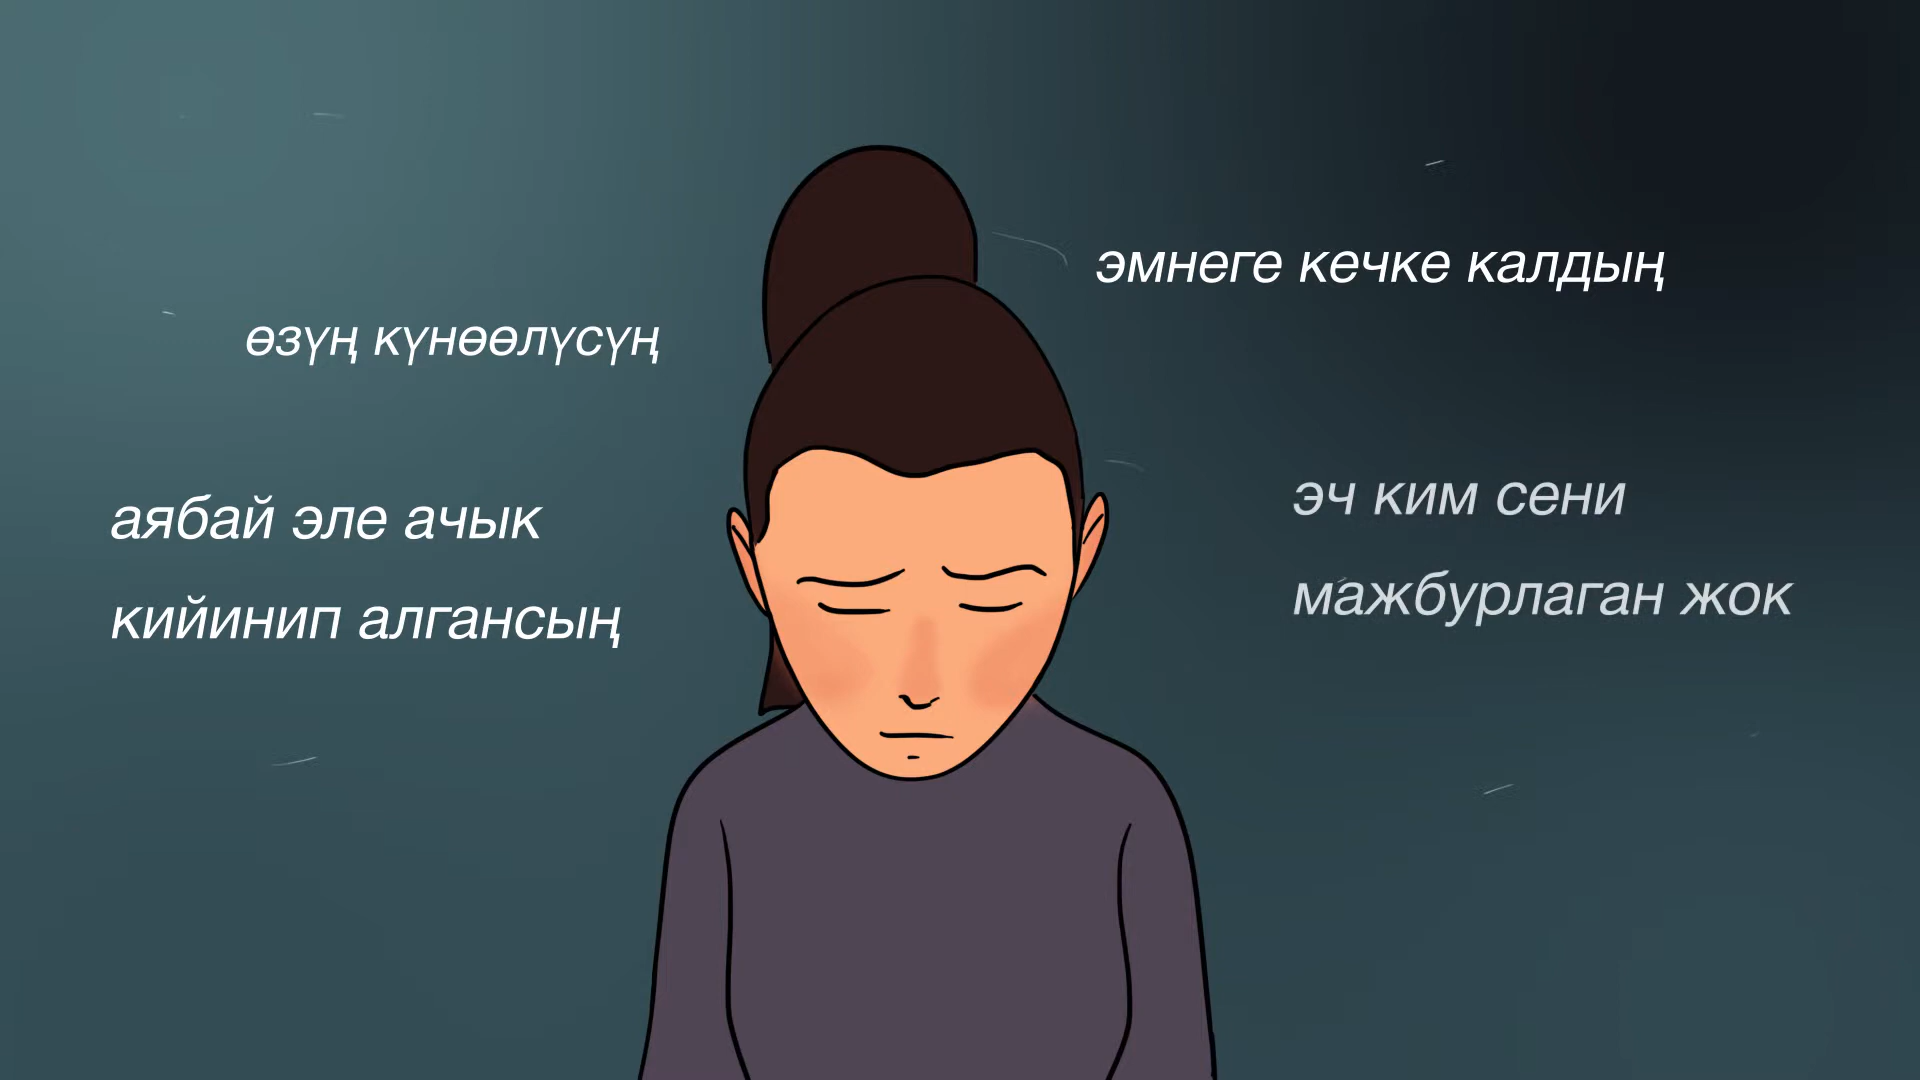 өзүң күнөөлүсүң
аябай эле ачык
кийинип алгансың
эмнеге кечке калдың
эч ким сени
мажбурлаган жок